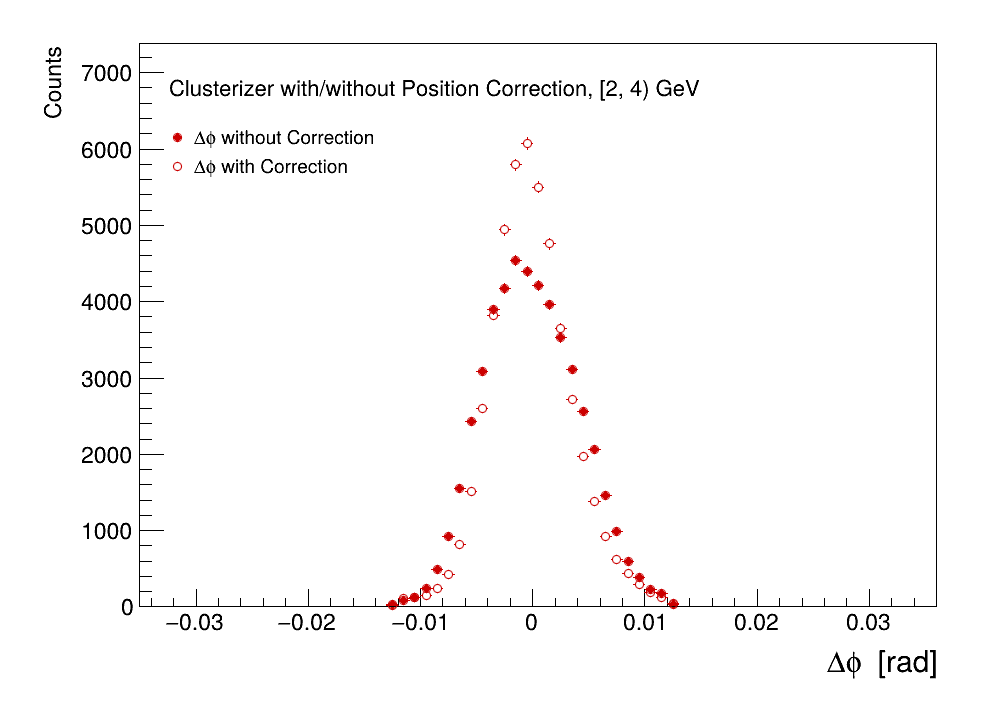 Counts
7000
6000
5000
4000
3000
2000
1000
0
Clusterizer with/without Position Correction, [2, 4) GeV
Δϕ without Correction
Δϕ with Correction
−0.03 −0.02 −0.01 0 0.01 0.02 0.03
Δϕ [rad]